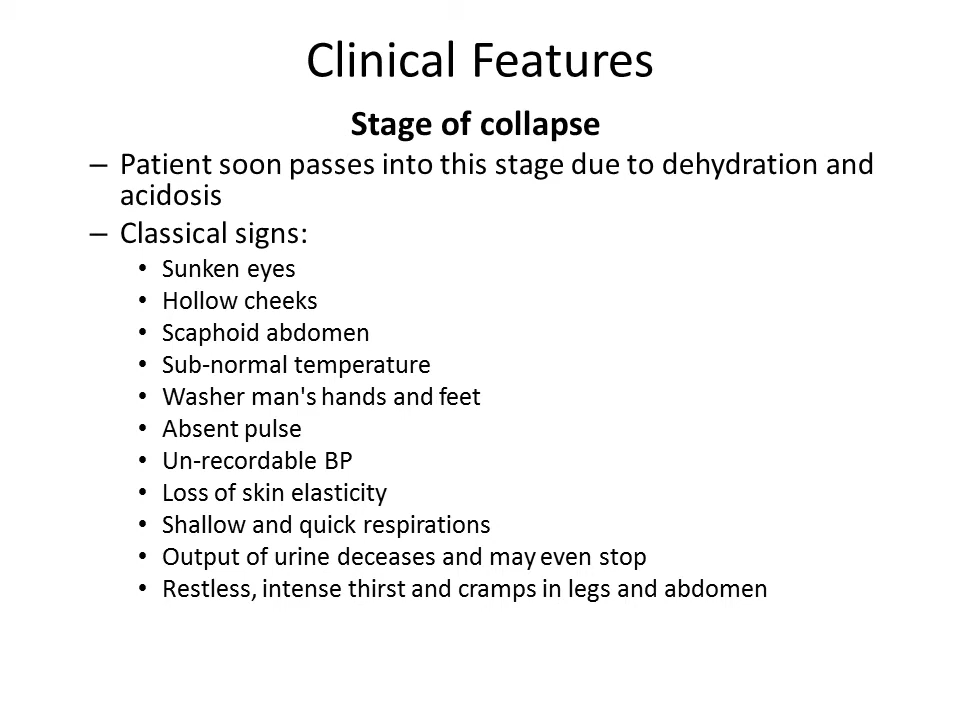 Clinical Features
Stage of collapse
– Patient soon passes into this stage due to dehydration and
acidosis
– Classical signs:
• Sunken eyes
• Hollow cheeks
• Scaphoid abdomen
• Sub-normal temperature
• Washer man's hands and feet
• Absent pulse
• Un-recordable BP
• Loss of skin elasticity
• Shallow and quick respirations
• Output of urine deceases and may even stop
• Restless, intense thirst and cramps in legs and abdomen